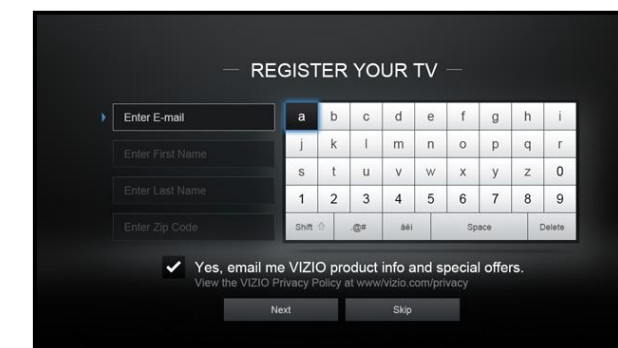 REGISTER YOUR TV
Enter E-mail
Enter First Name
Enter Last Name
Enter Zip Code
a b c d e f g h i
j k l m n o p q r
s t u v w x y z 0
1 2 3 4 5 6 7 8 9
Shift .@# äéí Space Delete
Yes, email me VIZIO product info and special offers.
View the VIZIO Privacy Policy at www/vizio.com/privacy
Next Skip